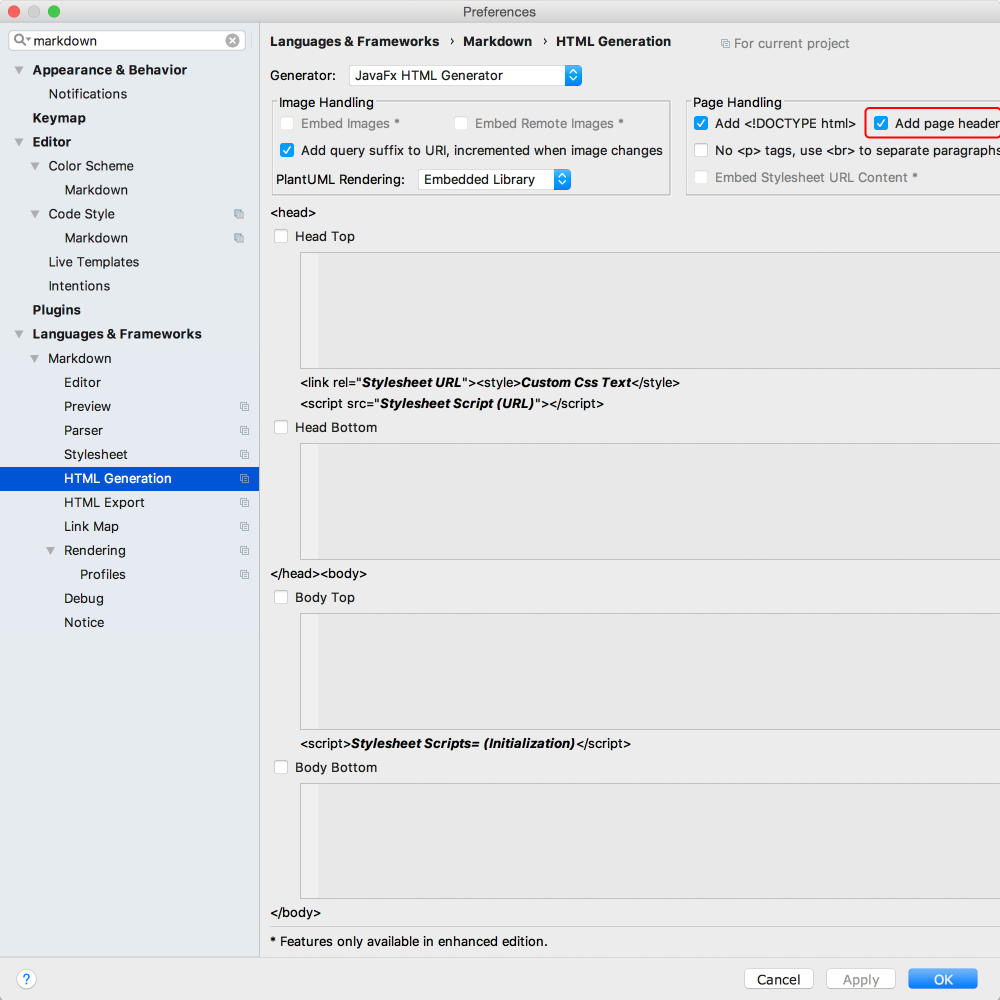 Preferences
markdown
Appearance & Behavior
Notifications
Keymap
Editor
Color Scheme
Markdown
Code Style
Markdown
Live Templates
Intentions
Plugins
Languages & Frameworks
Markdown
Editor
Preview
Parser
Stylesheet
HTML Generation
HTML Export
Link Map
Rendering
Profiles
Debug
Notice
Languages & Frameworks › Markdown › HTML Generation For current project
Generator: JavaFx HTML Generator
Image Handling
Embed Images * Embed Remote Images *
Add query suffix to URI, incremented when image changes
PlantUML Rendering: Embedded Library
Page Handling
Add <!DOCTYPE html> Add page header
No <p> tags, use <br> to separate paragraphs
Embed Stylesheet URL Content *
<head>
Head Top
<link rel="Stylesheet URL"><style>Custom Css Text</style>
<script src="Stylesheet Script (URL)"></script>
Head Bottom
</head><body>
Body Top
<script>Stylesheet Scripts= (Initialization)</script>
Body Bottom
</body>
* Features only available in enhanced edition.
?
Cancel Apply OK